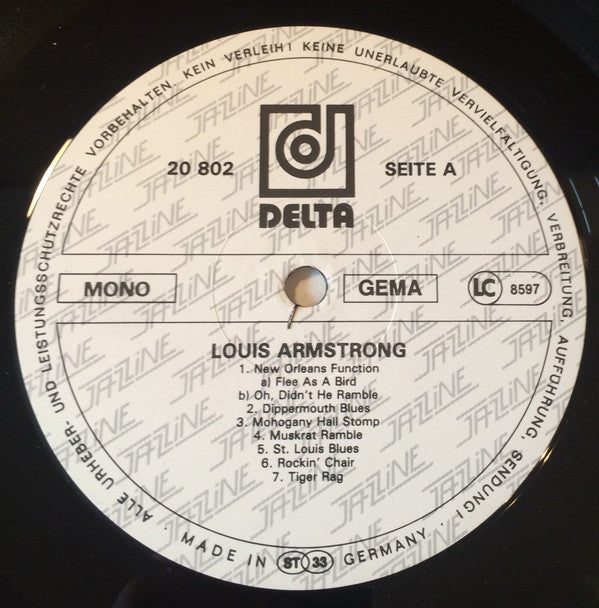 ALLE URHEBER- UND LEISTUNGSSCHUTZRECHTE VORBEHALTEN. KEIN VERLEIH! KEINE UNERLAUBTE VERVIELFÄLTIGUNG, VERBREITUNG, AUFFÜHRUNG, SENDUNG!
20 802
DELTA
SEITE A
MONO
GEMA
LC 8597
LOUIS ARMSTRONG
1. New Orleans Function
a) Flee As A Bird
b) Oh, Didn't He Ramble
2. Dippermouth Blues
3. Mohogany Hall Stomp
4. Muskrat Ramble
5. St. Louis Blues
6. Rockin' Chair
7. Tiger Rag
· MADE IN ST 33 GERMANY ·
JAZZLINE